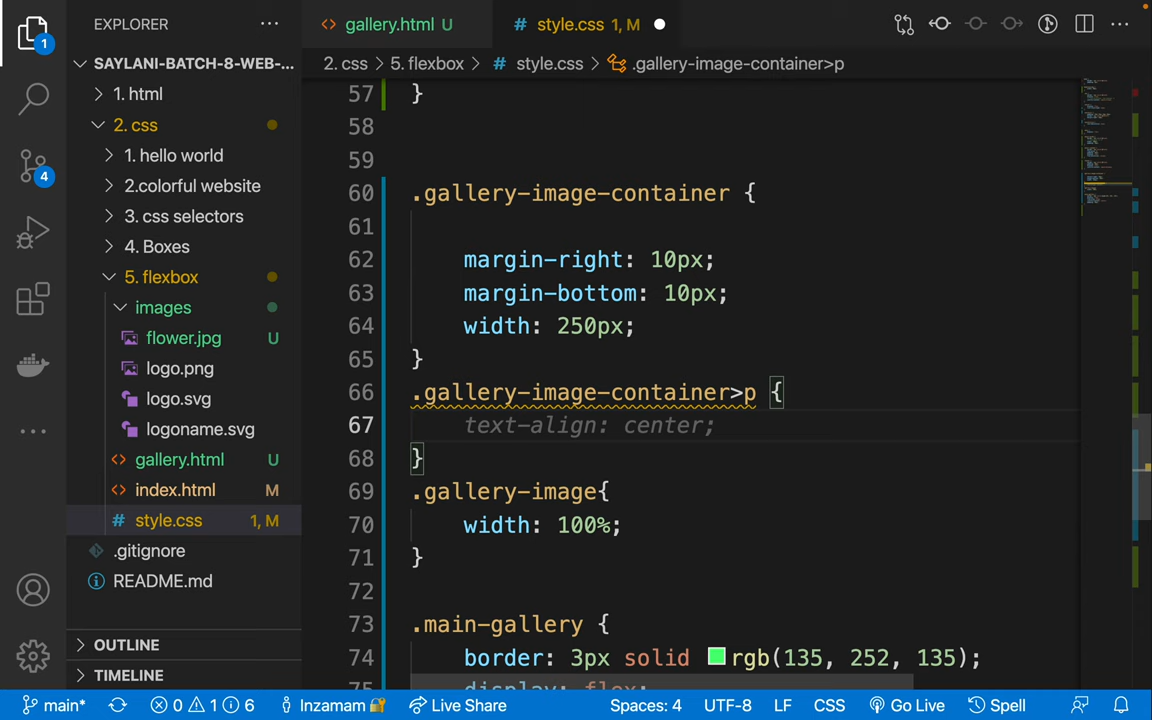 EXPLORER
gallery.html U
style.css 1, M
1
SAYLANI-BATCH-8-WEB-...
2. css > 5. flexbox > # style.css > .gallery-image-container>p
1. html
2. css
1. hello world
2.colorful website
3. css selectors
4. Boxes
5. flexbox
images
flower.jpg U
logo.png
logo.svg
logoname.svg
gallery.html U
index.html M
style.css 1, M
.gitignore
README.md
OUTLINE
TIMELINE
4
57 }
58
59
60 .gallery-image-container {
61
62 margin-right: 10px;
63 margin-bottom: 10px;
64 width: 250px;
65 }
66 .gallery-image-container>p {
67 text-align: center;
68 }
69 .gallery-image{
70 width: 100%;
71 }
72
73 .main-gallery {
74 border: 3px solid rgb(135, 252, 135);
75 display: flex;
main* 0 1 6 Inzamam Live Share Spaces: 4 UTF-8 LF CSS Go Live Spell